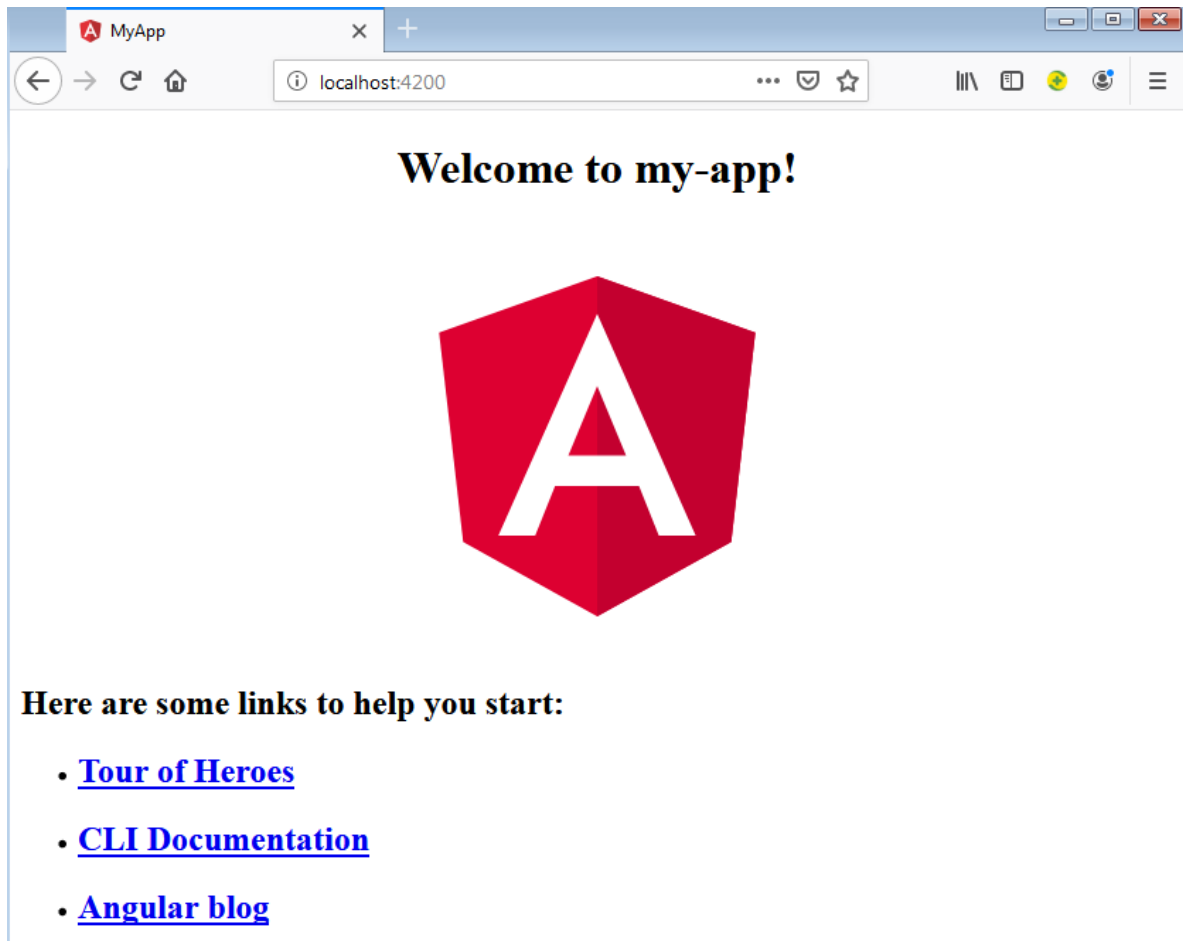 MyApp
localhost:4200
Welcome to my-app!
A
Here are some links to help you start:
• Tour of Heroes
• CLI Documentation
• Angular blog